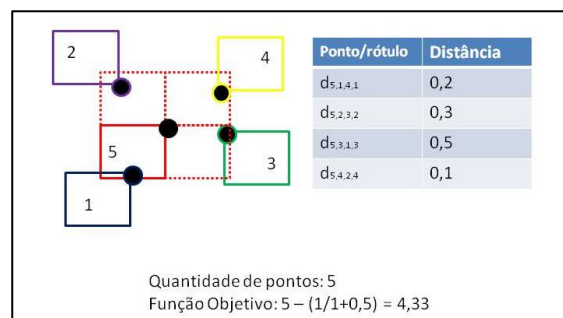 2
4
5
3
1
Ponto/rótulo Distância
d5,1,4,1 0,2
d5,2,3,2 0,3
d5,3,1,3 0,5
d5,4,2,4 0,1
Quantidade de pontos: 5
Função Objetivo: 5 – (1/1+0,5) = 4,33